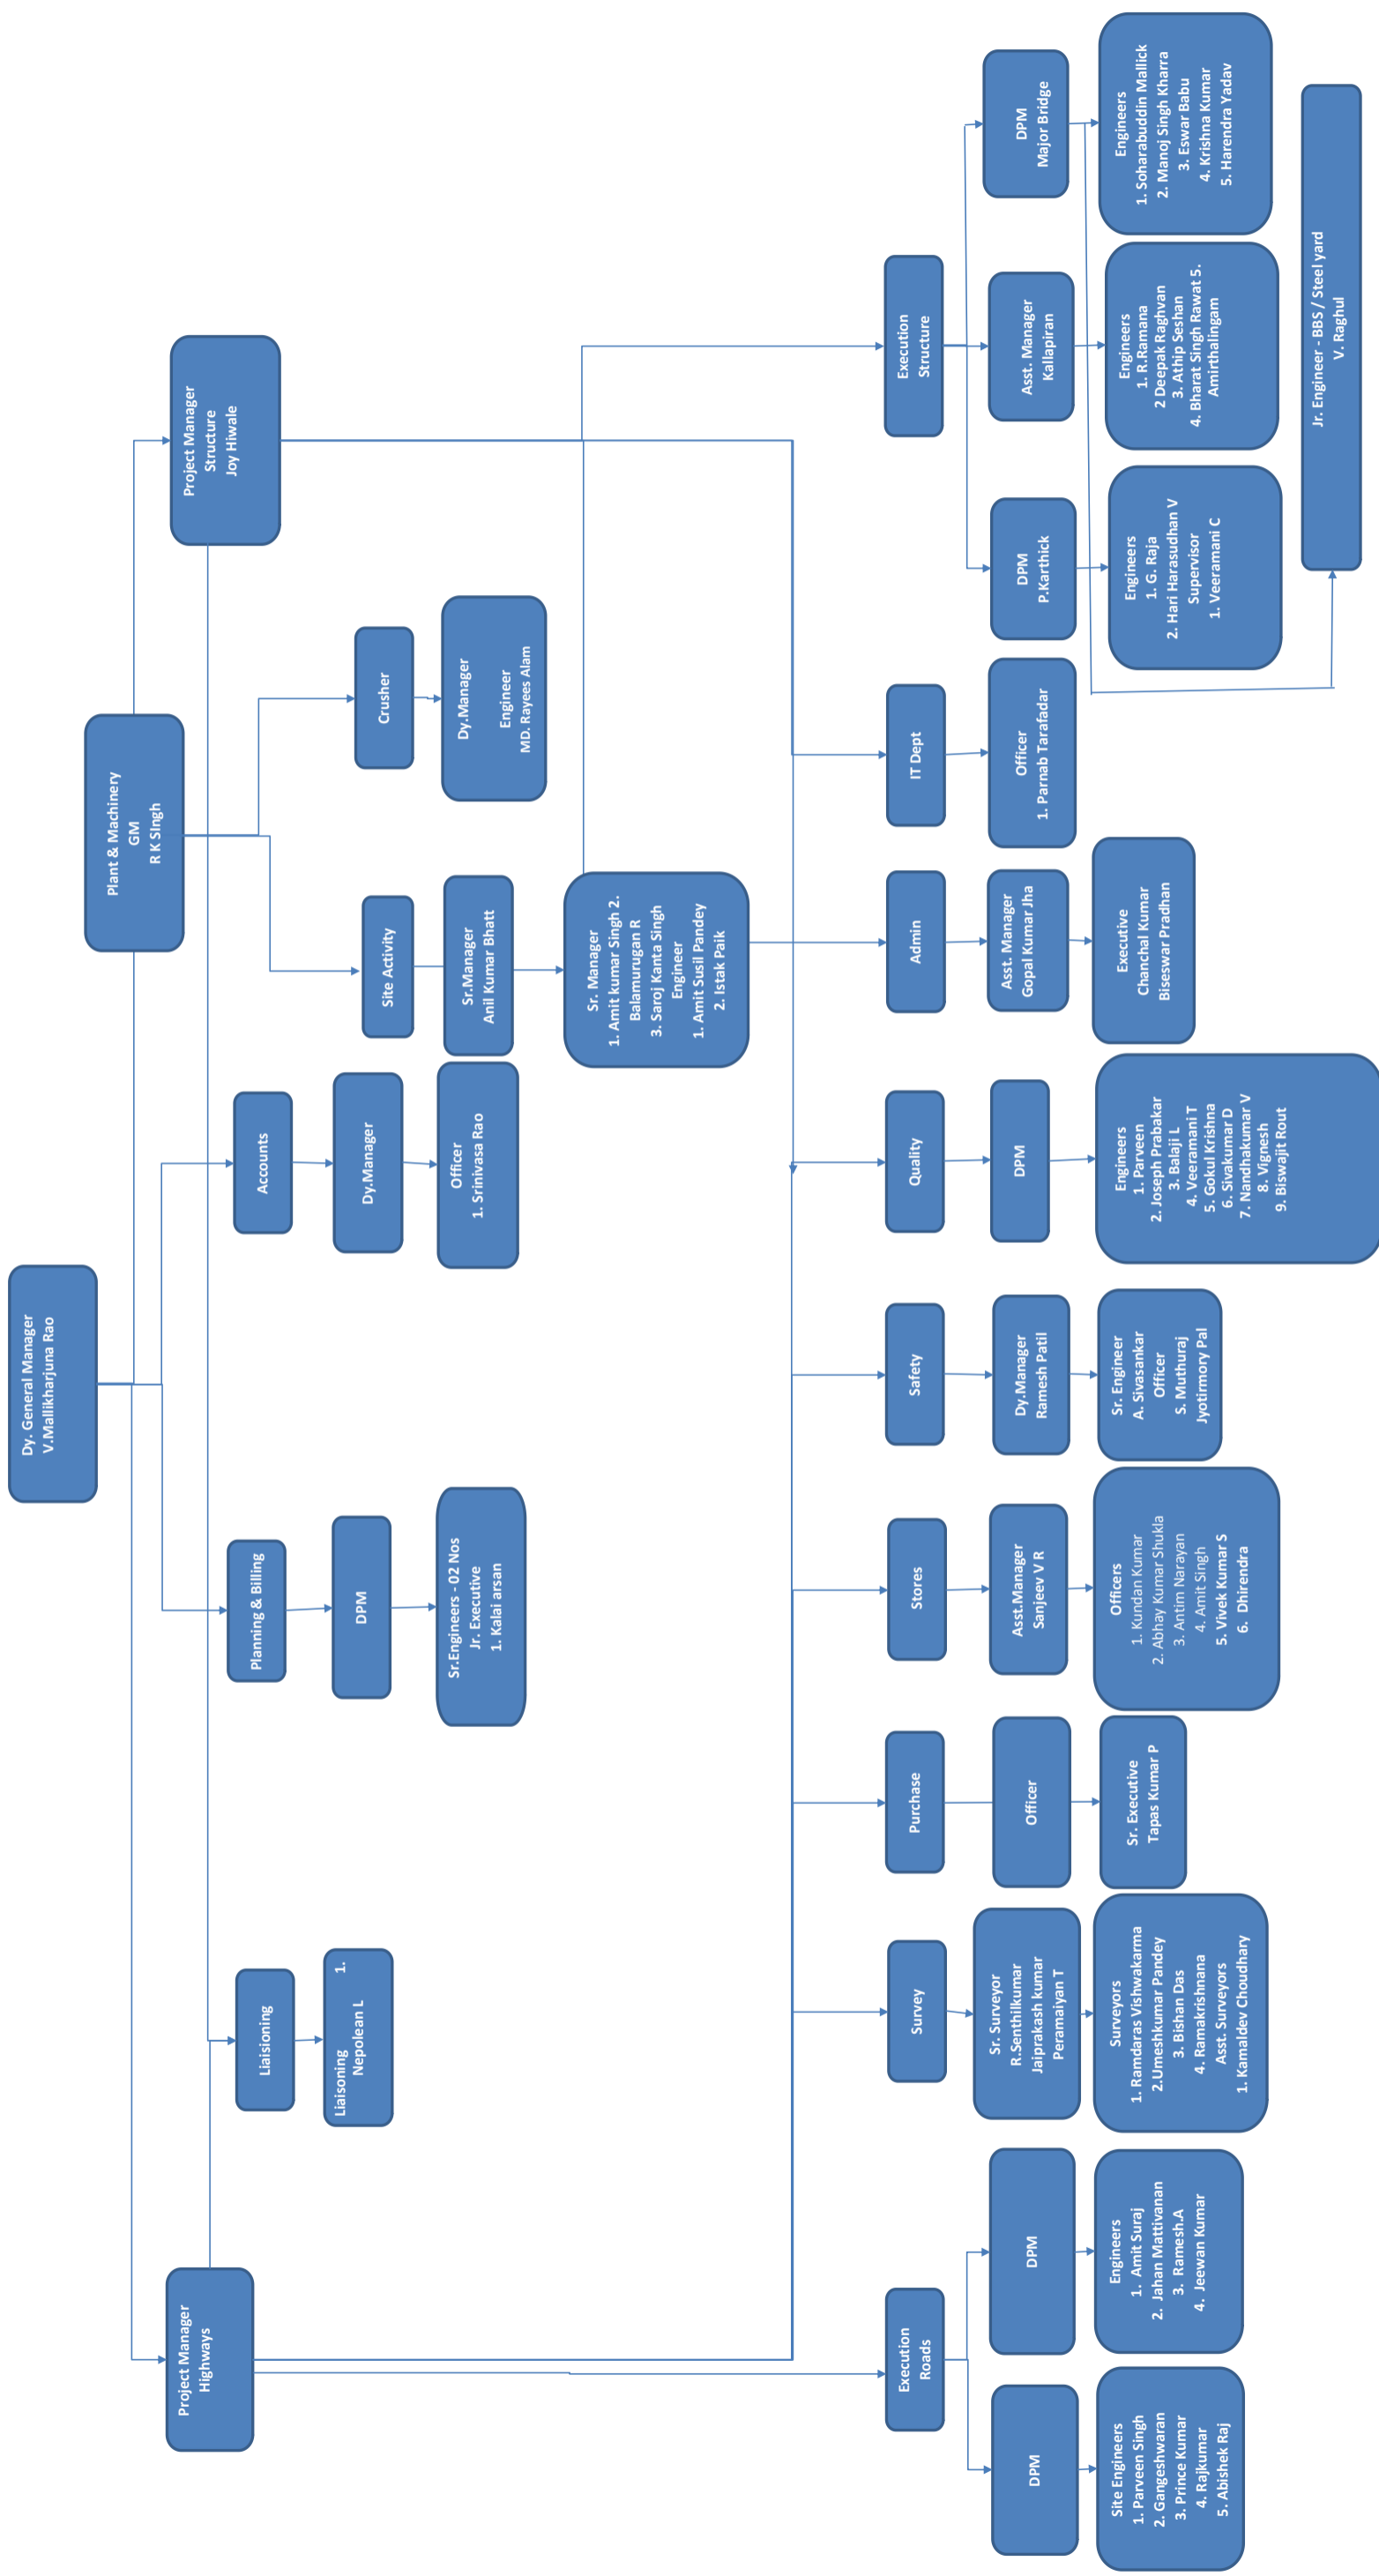 Dy. General Manager
V.Mallikharjuna Rao
Plant & Machinery
GM
R K SIngh
Project Manager
Highways
Project Manager
Structure
Joy Hiwale
Liaisioning
Planning & Billing
Accounts
Site Activity
Crusher
Liaisoning 1.
Nepolean L
DPM
Dy.Manager
Sr.Manager
Anil Kumar Bhatt
Dy.Manager
Engineer
MD. Rayees Alam
Sr.Engineers - 02 Nos
Jr. Executive
1. Kalai arsan
Officer
1. Srinivasa Rao
Sr. Manager
1. Amit kumar Singh 2.
Balamurugan R
3. Saroj Kanta Singh
Engineer
1. Amit Susil Pandey
2. Istak Paik
Execution
Roads
Survey
Purchase
Stores
Safety
Quality
Admin
IT Dept
Execution
Structure
DPM
DPM
Sr. Surveyor
R.Senthilkumar
Jaiprakash kumar
Peramaiyan T
Officer
Asst.Manager
Sanjeev V R
Dy.Manager
Ramesh Patil
DPM
Asst. Manager
Gopal Kumar Jha
Officer
1. Parnab Tarafadar
DPM
P.Karthick
Asst. Manager
Kallapiran
DPM
Major Bridge
Site Engineers
1. Parveen Singh
2. Gangeshwaran
3. Prince Kumar
4. Rajkumar
5. Abishek Raj
Engineers
1. Amit Suraj
2. Jahan Mattivanan
3. Ramesh.A
4. Jeewan Kumar
Surveyors
1. Ramdaras Vishwakarma
2.Umeshkumar Pandey
3. Bishan Das
4. Ramakrishnana
Asst. Surveyors
1. Kamaldev Choudhary
Sr. Executive
Tapas Kumar P
Officers
1. Kundan Kumar
2. Abhay Kumar Shukla
3. Antim Narayan
4. Amit Singh
5. Vivek Kumar S
6. Dhirendra
Sr. Engineer
A. Sivasankar
Officer
S. Muthuraj
Jyotirmory Pal
Engineers
1. Parveen
2. Joseph Prabakar
3. Balaji L
4. Veeramani T
5. Gokul Krishna
6. Sivakumar D
7. Nandhakumar V
8. Vignesh
9. Biswajit Rout
Executive
Chanchal Kumar
Biseswar Pradhan
Engineers
1. G. Raja
2. Hari Harasudhan V
Supervisor
1. Veeramani C
Engineers
1. R.Ramana
2 Deepak Raghvan
3. Athip Seshan
4. Bharat Singh Rawat 5.
Amirthalingam
Engineers
1. Soharabuddin Mallick
2. Manoj Singh Kharra
3. Eswar Babu
4. Krishna Kumar
5. Harendra Yadav
Jr. Engineer - BBS / Steel yard
V. Raghul